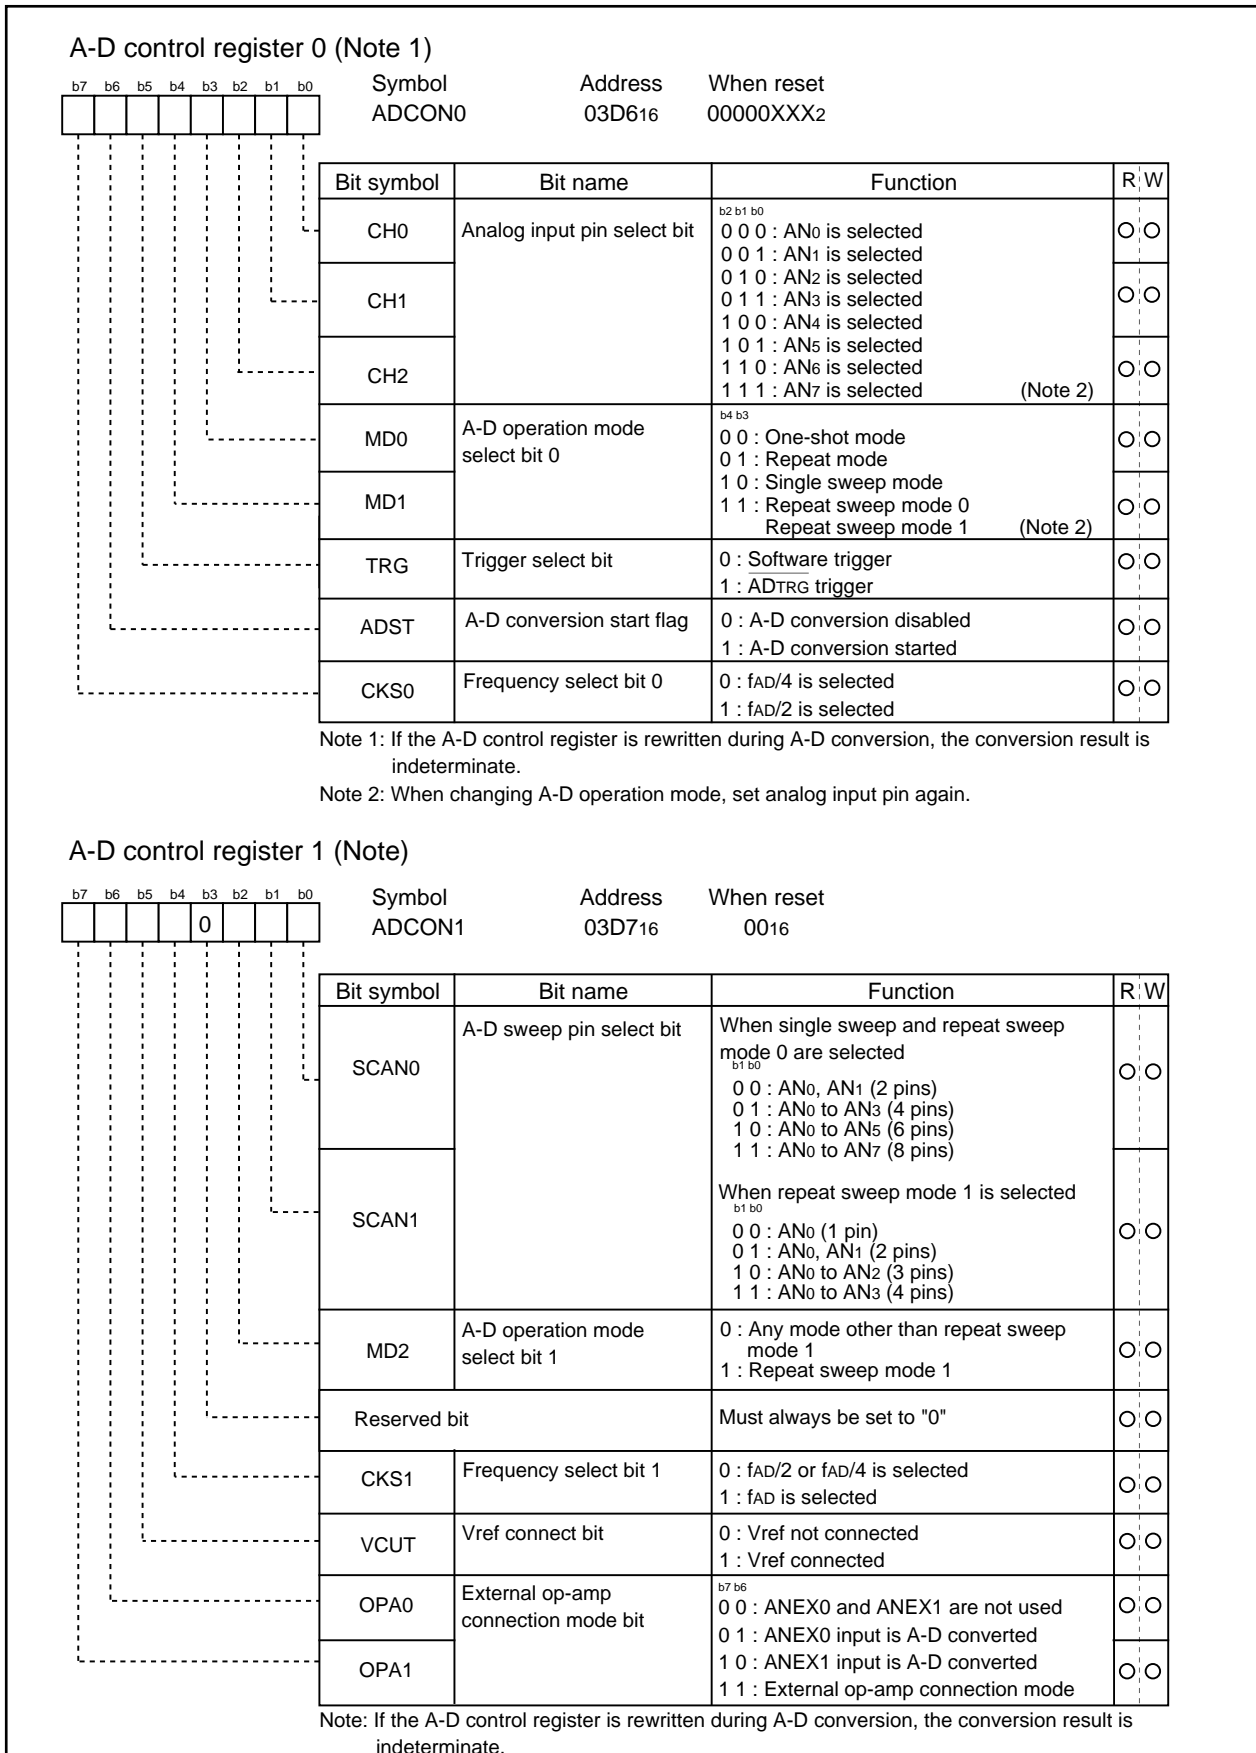 A-D control register 0 (Note 1)
b7 b6 b5 b4 b3 b2 b1 b0
Symbol Address When reset
ADCON0 03D616 00000XXX2
Bit symbol Bit name Function R W
CH0 Analog input pin select bit
b2 b1 b0
0 0 0 : AN0 is selected
0 0 1 : AN1 is selected
0 1 0 : AN2 is selected
CH1
0 1 1 : AN3 is selected
1 0 0 : AN4 is selected
1 0 1 : AN5 is selected
CH2
1 1 0 : AN6 is selected
1 1 1 : AN7 is selected (Note 2)
MD0 A-D operation mode
select bit 0
b4 b3
0 0 : One-shot mode
0 1 : Repeat mode
1 0 : Single sweep mode
MD1
1 1 : Repeat sweep mode 0
Repeat sweep mode 1 (Note 2)
TRG Trigger select bit
0 : Software trigger
1 : ADTRG trigger
ADST A-D conversion start flag
0 : A-D conversion disabled
1 : A-D conversion started
CKS0 Frequency select bit 0
0 : fAD/4 is selected
1 : fAD/2 is selected
Note 1: If the A-D control register is rewritten during A-D conversion, the conversion result is
indeterminate.
Note 2: When changing A-D operation mode, set analog input pin again.
A-D control register 1 (Note)
b7 b6 b5 b4 b3 b2 b1 b0
0
Symbol Address When reset
ADCON1 03D716 0016
Bit symbol Bit name Function R W
SCAN0 A-D sweep pin select bit
When single sweep and repeat sweep
mode 0 are selected
b1 b0
0 0 : AN0, AN1 (2 pins)
0 1 : AN0 to AN3 (4 pins)
1 0 : AN0 to AN5 (6 pins)
1 1 : AN0 to AN7 (8 pins)
SCAN1
When repeat sweep mode 1 is selected
b1 b0
0 0 : AN0 (1 pin)
0 1 : AN0, AN1 (2 pins)
1 0 : AN0 to AN2 (3 pins)
1 1 : AN0 to AN3 (4 pins)
MD2 A-D operation mode
select bit 1
0 : Any mode other than repeat sweep
mode 1
1 : Repeat sweep mode 1
Reserved bit Must always be set to "0"
CKS1 Frequency select bit 1
0 : fAD/2 or fAD/4 is selected
1 : fAD is selected
VCUT Vref connect bit
0 : Vref not connected
1 : Vref connected
OPA0 External op-amp
connection mode bit
b7 b6
0 0 : ANEX0 and ANEX1 are not used
0 1 : ANEX0 input is A-D converted
OPA1
1 0 : ANEX1 input is A-D converted
1 1 : External op-amp connection mode
Note: If the A-D control register is rewritten during A-D conversion, the conversion result is
indeterminate.